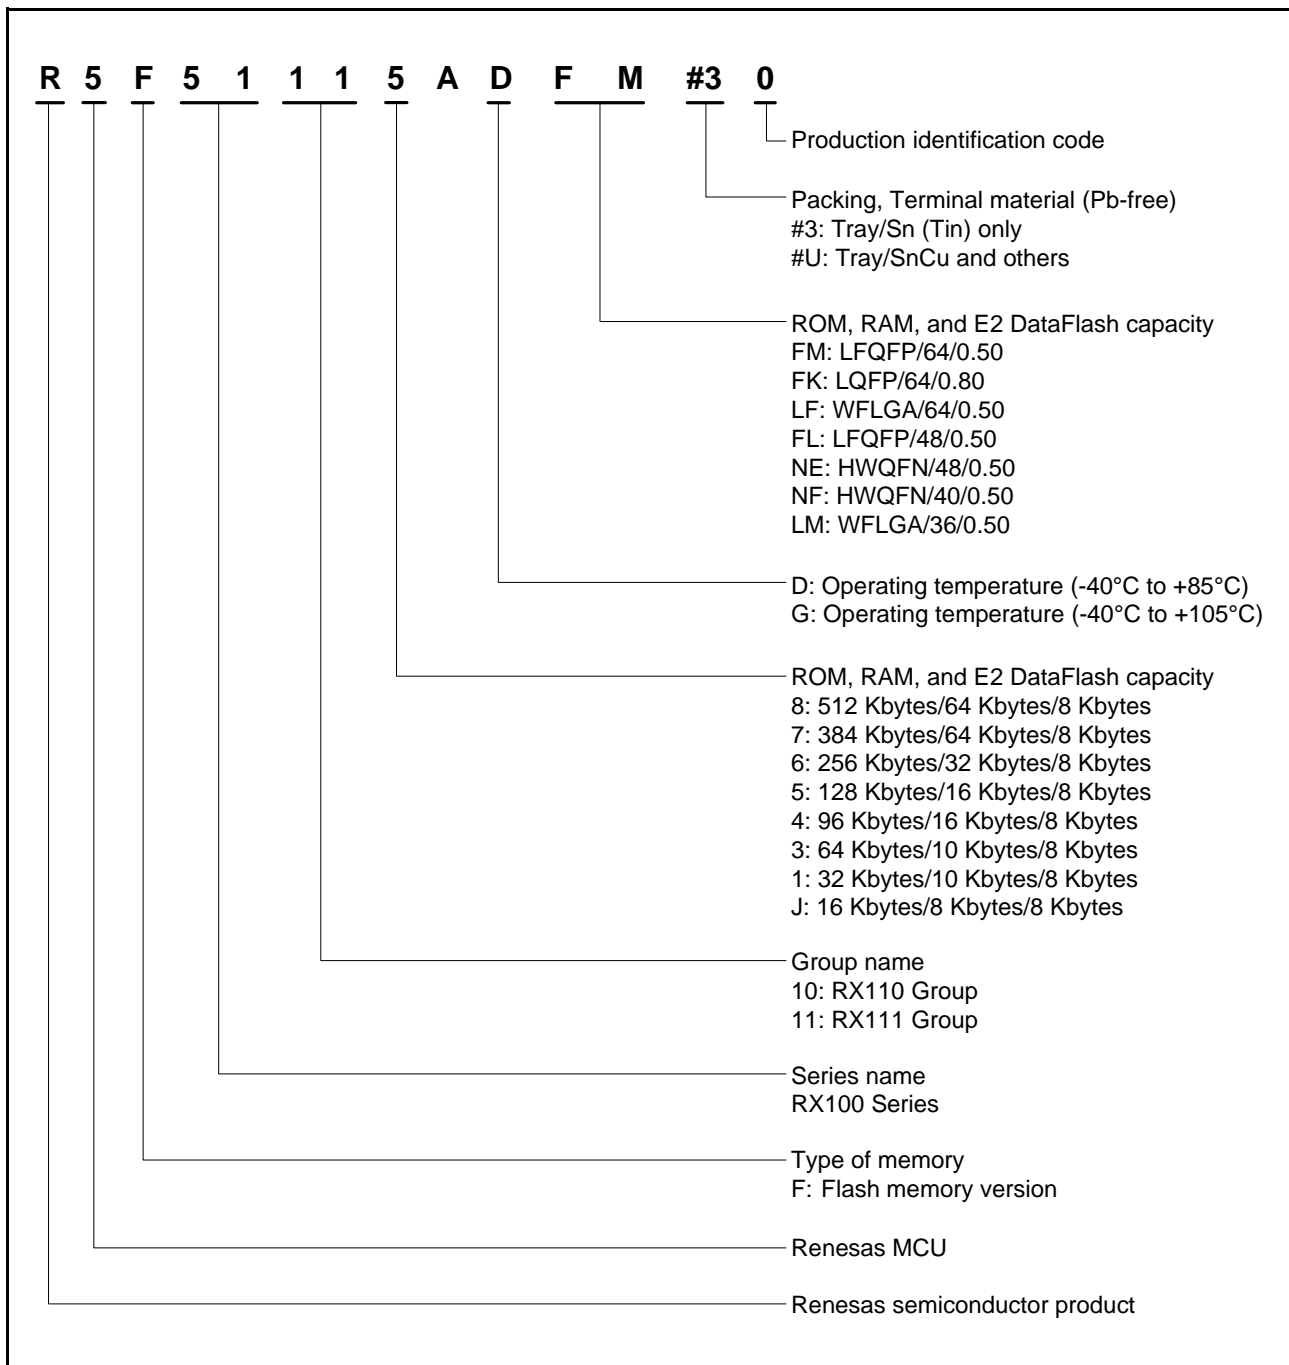 R 5 F 5 1 1 1 5 A D F M #3 0
Production identification code
Packing, Terminal material (Pb-free)
#3: Tray/Sn (Tin) only
#U: Tray/SnCu and others
ROM, RAM, and E2 DataFlash capacity
FM: LFQFP/64/0.50
FK: LQFP/64/0.80
LF: WFLGA/64/0.50
FL: LFQFP/48/0.50
NE: HWQFN/48/0.50
NF: HWQFN/40/0.50
LM: WFLGA/36/0.50
D: Operating temperature (-40°C to +85°C)
G: Operating temperature (-40°C to +105°C)
ROM, RAM, and E2 DataFlash capacity
8: 512 Kbytes/64 Kbytes/8 Kbytes
7: 384 Kbytes/64 Kbytes/8 Kbytes
6: 256 Kbytes/32 Kbytes/8 Kbytes
5: 128 Kbytes/16 Kbytes/8 Kbytes
4: 96 Kbytes/16 Kbytes/8 Kbytes
3: 64 Kbytes/10 Kbytes/8 Kbytes
1: 32 Kbytes/10 Kbytes/8 Kbytes
J: 16 Kbytes/8 Kbytes/8 Kbytes
Group name
10: RX110 Group
11: RX111 Group
Series name
RX100 Series
Type of memory
F: Flash memory version
Renesas MCU
Renesas semiconductor product